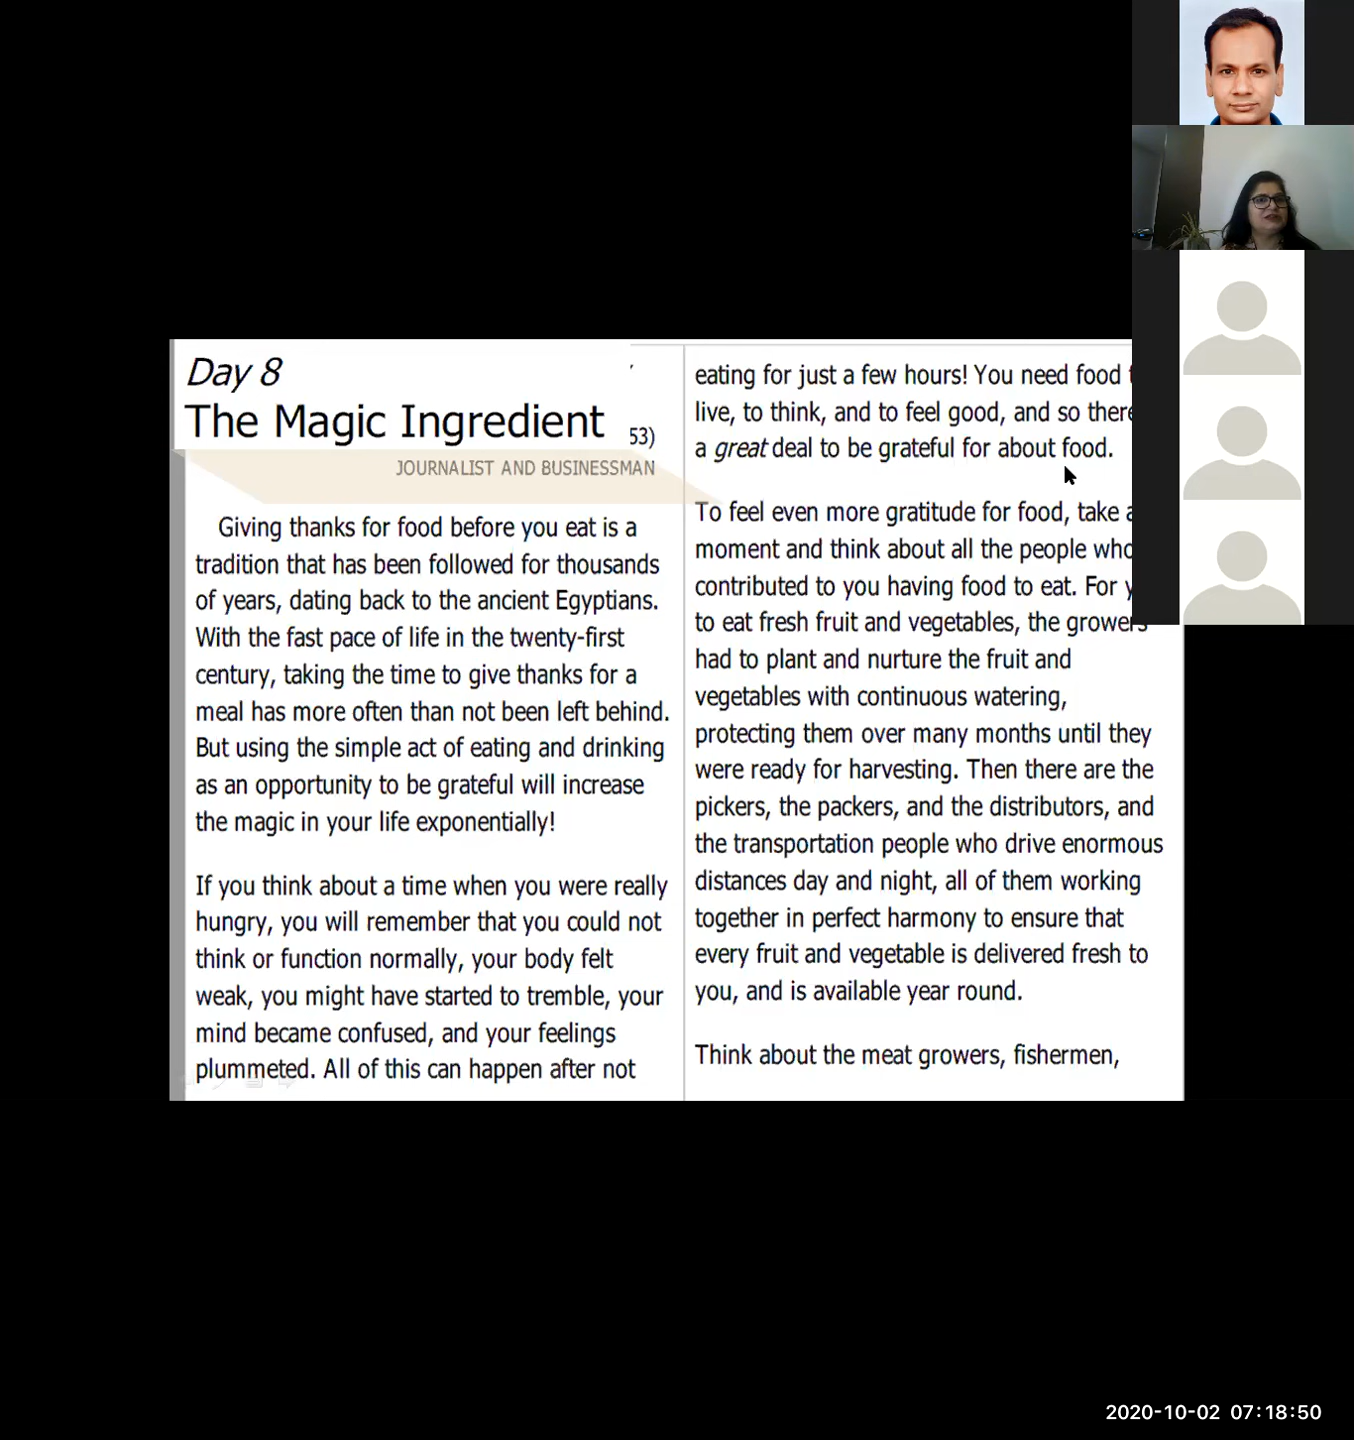 Day 8
The Magic Ingredient
53)
JOURNALIST AND BUSINESSMAN
Giving thanks for food before you eat is a
tradition that has been followed for thousands
of years, dating back to the ancient Egyptians.
With the fast pace of life in the twenty-first
century, taking the time to give thanks for a
meal has more often than not been left behind.
But using the simple act of eating and drinking
as an opportunity to be grateful will increase
the magic in your life exponentially!
If you think about a time when you were really
hungry, you will remember that you could not
think or function normally, your body felt
weak, you might have started to tremble, your
mind became confused, and your feelings
plummeted. All of this can happen after not
eating for just a few hours! You need food
live, to think, and to feel good, and so there
a great deal to be grateful for about food.
To feel even more gratitude for food, take a
moment and think about all the people who
contributed to you having food to eat. For
to eat fresh fruit and vegetables, the growers
had to plant and nurture the fruit and
vegetables with continuous watering,
protecting them over many months until they
were ready for harvesting. Then there are the
pickers, the packers, and the distributors, and
the transportation people who drive enormous
distances day and night, all of them working
together in perfect harmony to ensure that
every fruit and vegetable is delivered fresh to
you, and is available year round.
Think about the meat growers, fishermen,
2020-10-02 07:18:50